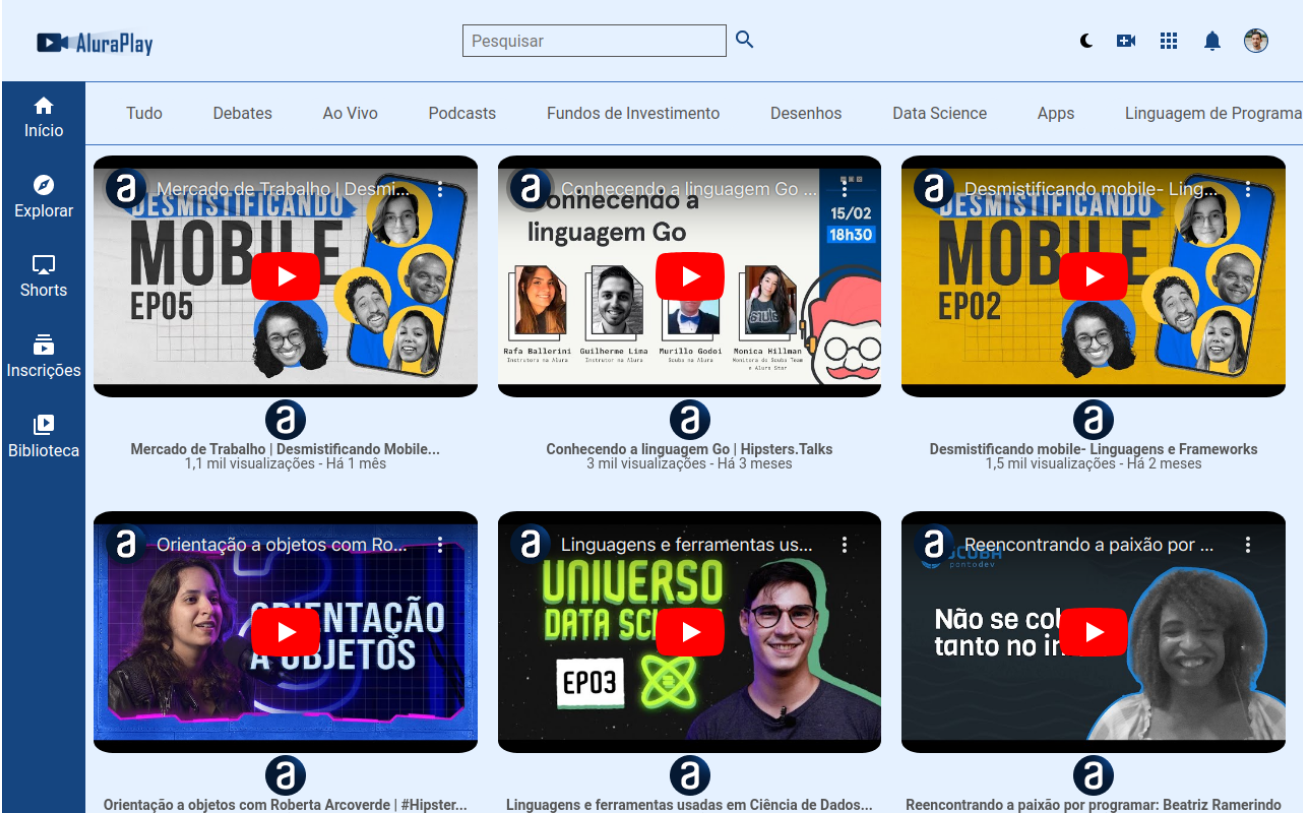 AluraPlay
Pesquisar
Início
Explorar
Shorts
Inscrições
Biblioteca
Tudo Debates Ao Vivo Podcasts Fundos de Investimento Desenhos Data Science Apps Linguagem de Programa
a Mercado de Trabalho | Desmi...
DESMISTIFICANDO
MOBILE
EP05
a
Mercado de Trabalho | Desmistificando Mobile...
1,1 mil visualizações - Há 1 mês
a Conhecendo a linguagem Go ...
Conhecendo a
linguagem Go
15/02
18h30
Rafa Ballerini Guilherme Lima Murillo Godoi Monica Hillman
Instrutora na Alura Instrutor na Alura Scuba na Alura Monitora do Scuba Team
e Alura Star
a
Conhecendo a linguagem Go | Hipsters.Talks
3 mil visualizações - Há 3 meses
a Desmistificando mobile- Ling...
DESMISTIFICANDO
MOBILE
EP02
a
Desmistificando mobile- Linguagens e Frameworks
1,5 mil visualizações - Há 2 meses
a Orientação a objetos com Ro...
ORIENTAÇÃO
A OBJETOS
a
Orientação a objetos com Roberta Arcoverde | #Hipster...
a Linguagens e ferramentas us...
UNIVERSO
DATA SC
EP03
a
Linguagens e ferramentas usadas em Ciência de Dados...
a Reencontrando a paixão por ...
SCUBA
pontodev
Não se co
tanto no in
a
Reencontrando a paixão por programar: Beatriz Ramerindo